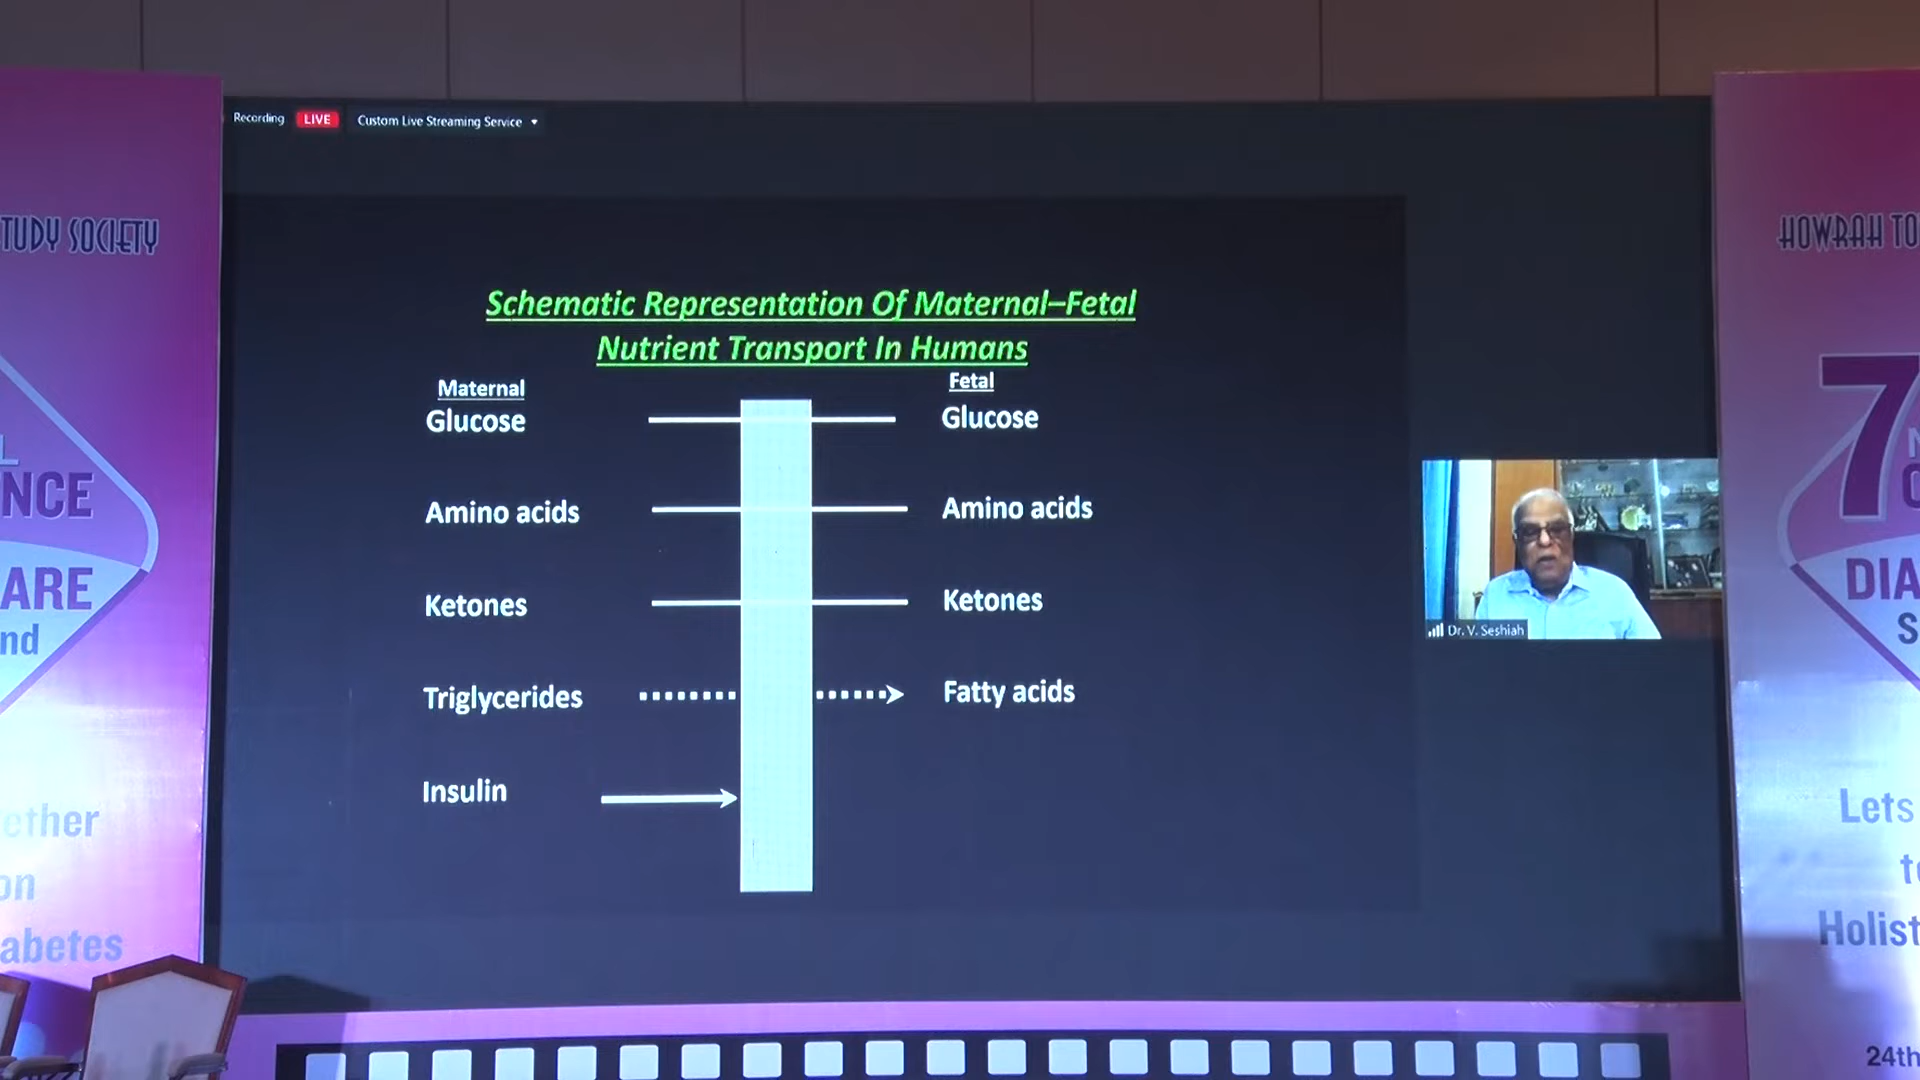 Recording LIVE Custom Live Streaming Service
TUDY SOCIETY
NCE
ARE
nd
ether
on
abetes
Schematic Representation Of Maternal–Fetal
Nutrient Transport In Humans
Maternal Fetal
Glucose Glucose
Amino acids Amino acids
Ketones Ketones
Triglycerides Fatty acids
Insulin
Dr. V. Seshiah
HOWRAH TO
7
DIA
S
Lets
t
Holist
24th